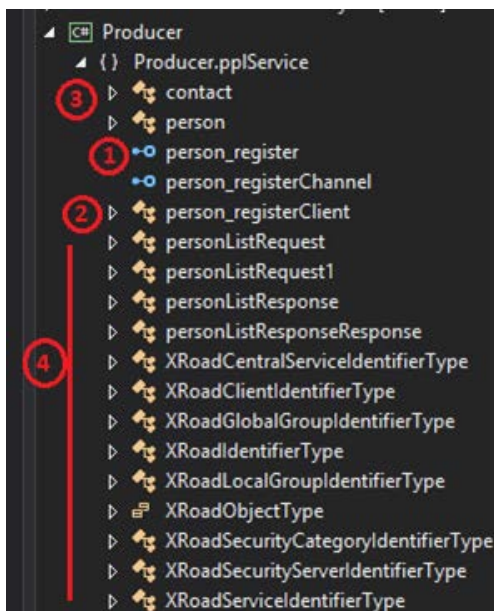 C# Producer
{ } Producer.pplService
3 contact
person
1 person_register
person_registerChannel
2 person_registerClient
personListRequest
personListRequest1
personListResponse
personListResponseResponse
4 XRoadCentralServiceIdentifierType
XRoadClientIdentifierType
XRoadGlobalGroupIdentifierType
XRoadIdentifierType
XRoadLocalGroupIdentifierType
XRoadObjectType
XRoadSecurityCategoryIdentifierType
XRoadSecurityServerIdentifierType
XRoadServiceIdentifierType